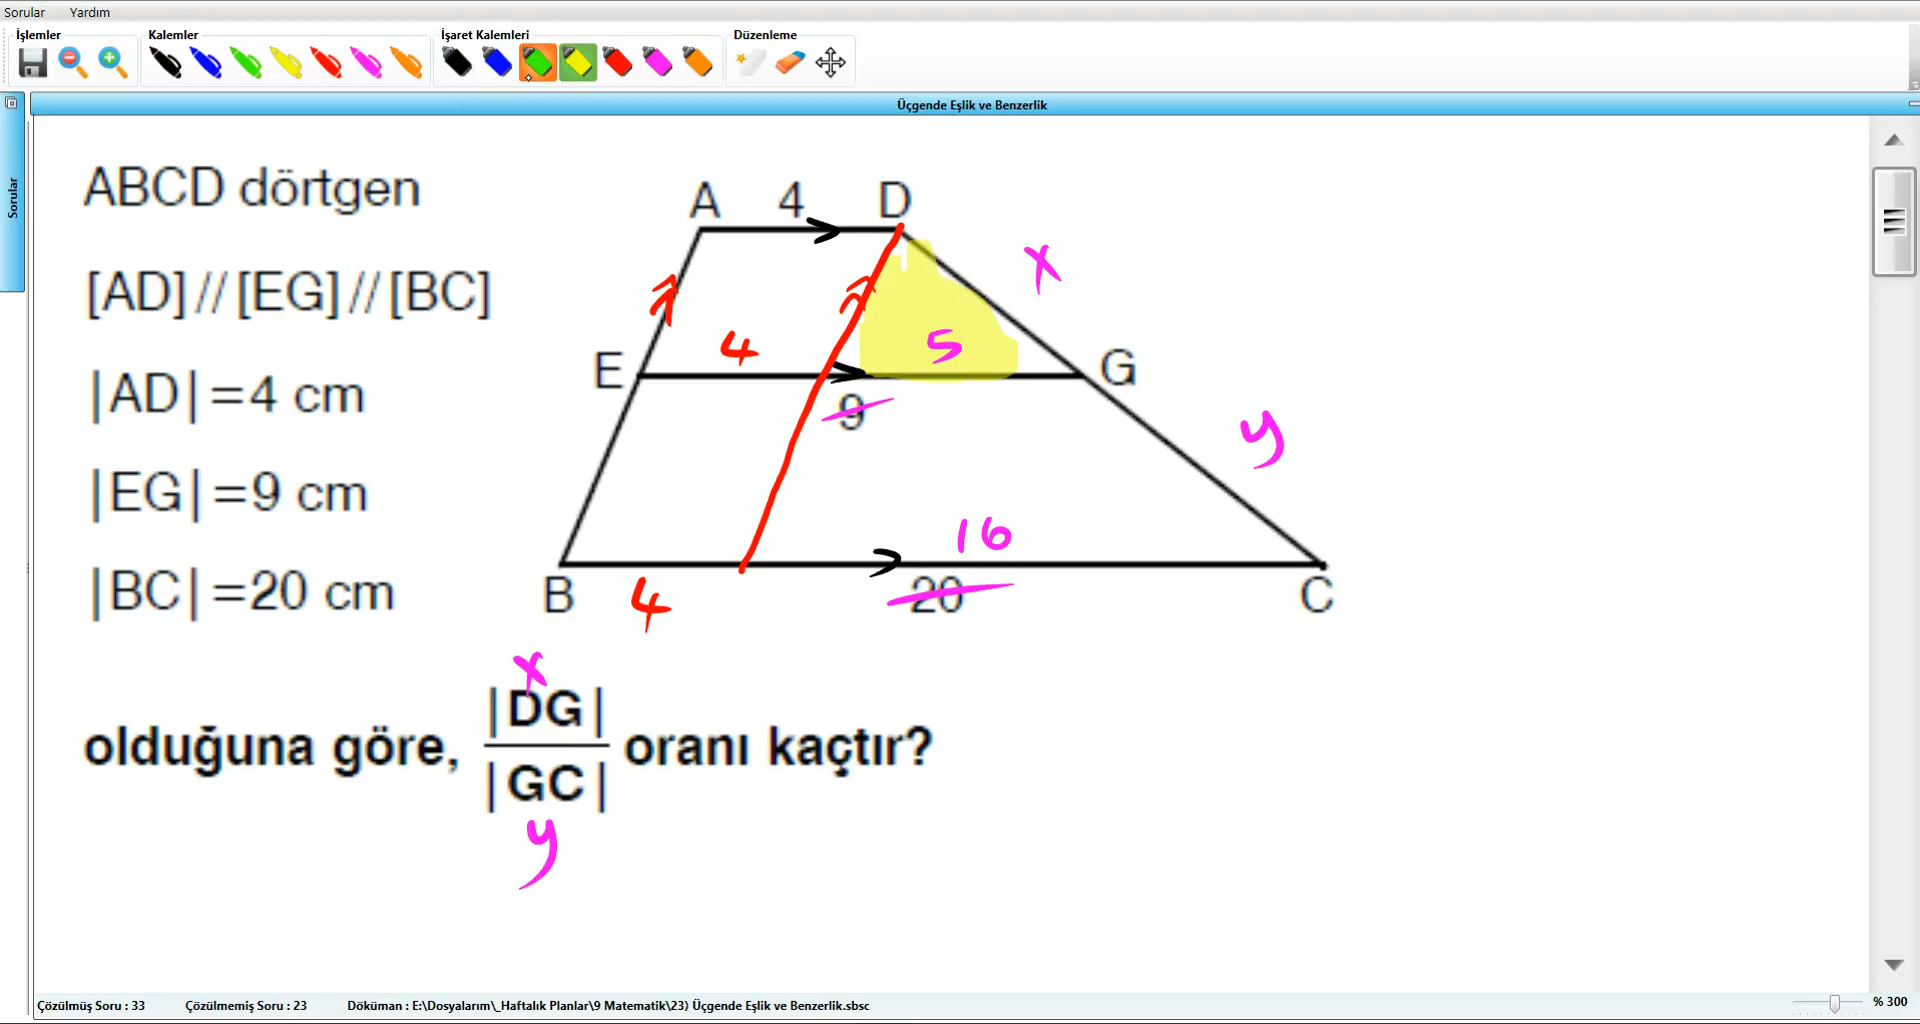 Sorular Yardım
İşlemler Kalemler İşaret Kalemleri Düzenleme
Üçgende Eşlik ve Benzerlik
Sorular
ABCD dörtgen
[AD] // [EG] // [BC]
|AD| = 4 cm
|EG| = 9 cm
|BC| = 20 cm
A 4 D
x
4 5
E G
9
y
16
B 4 20 C
x
olduğuna göre, |DG| / |GC| oranı kaçtır?
y
Çözülmüş Soru : 33 Çözülmemiş Soru : 23 Döküman : E:\Dosyalarım\_Haftalık Planlar\9 Matematik\23) Üçgende Eşlik ve Benzerlik.sbsc % 300